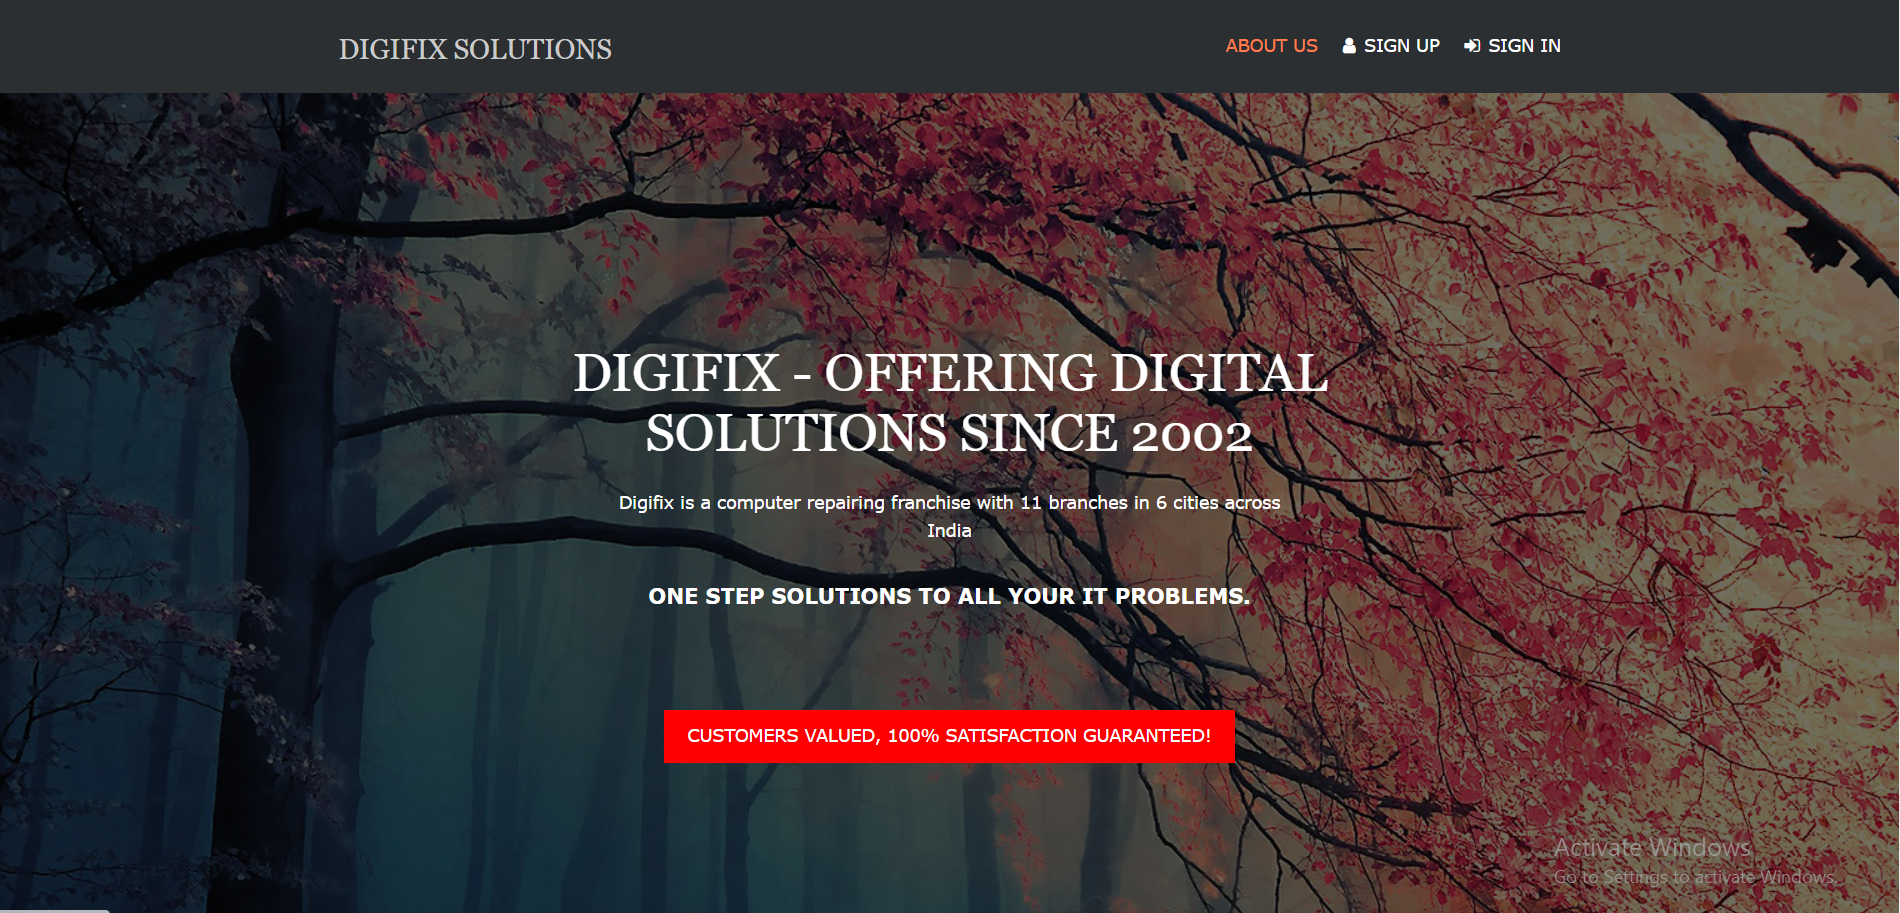 DIGIFIX SOLUTIONS
ABOUT US SIGN UP SIGN IN
DIGIFIX - OFFERING DIGITAL
SOLUTIONS SINCE 2002
Digifix is a computer repairing franchise with 11 branches in 6 cities across
India
ONE STEP SOLUTIONS TO ALL YOUR IT PROBLEMS.
CUSTOMERS VALUED, 100% SATISFACTION GUARANTEED!
Activate Windows
Go to Settings to activate Windows.